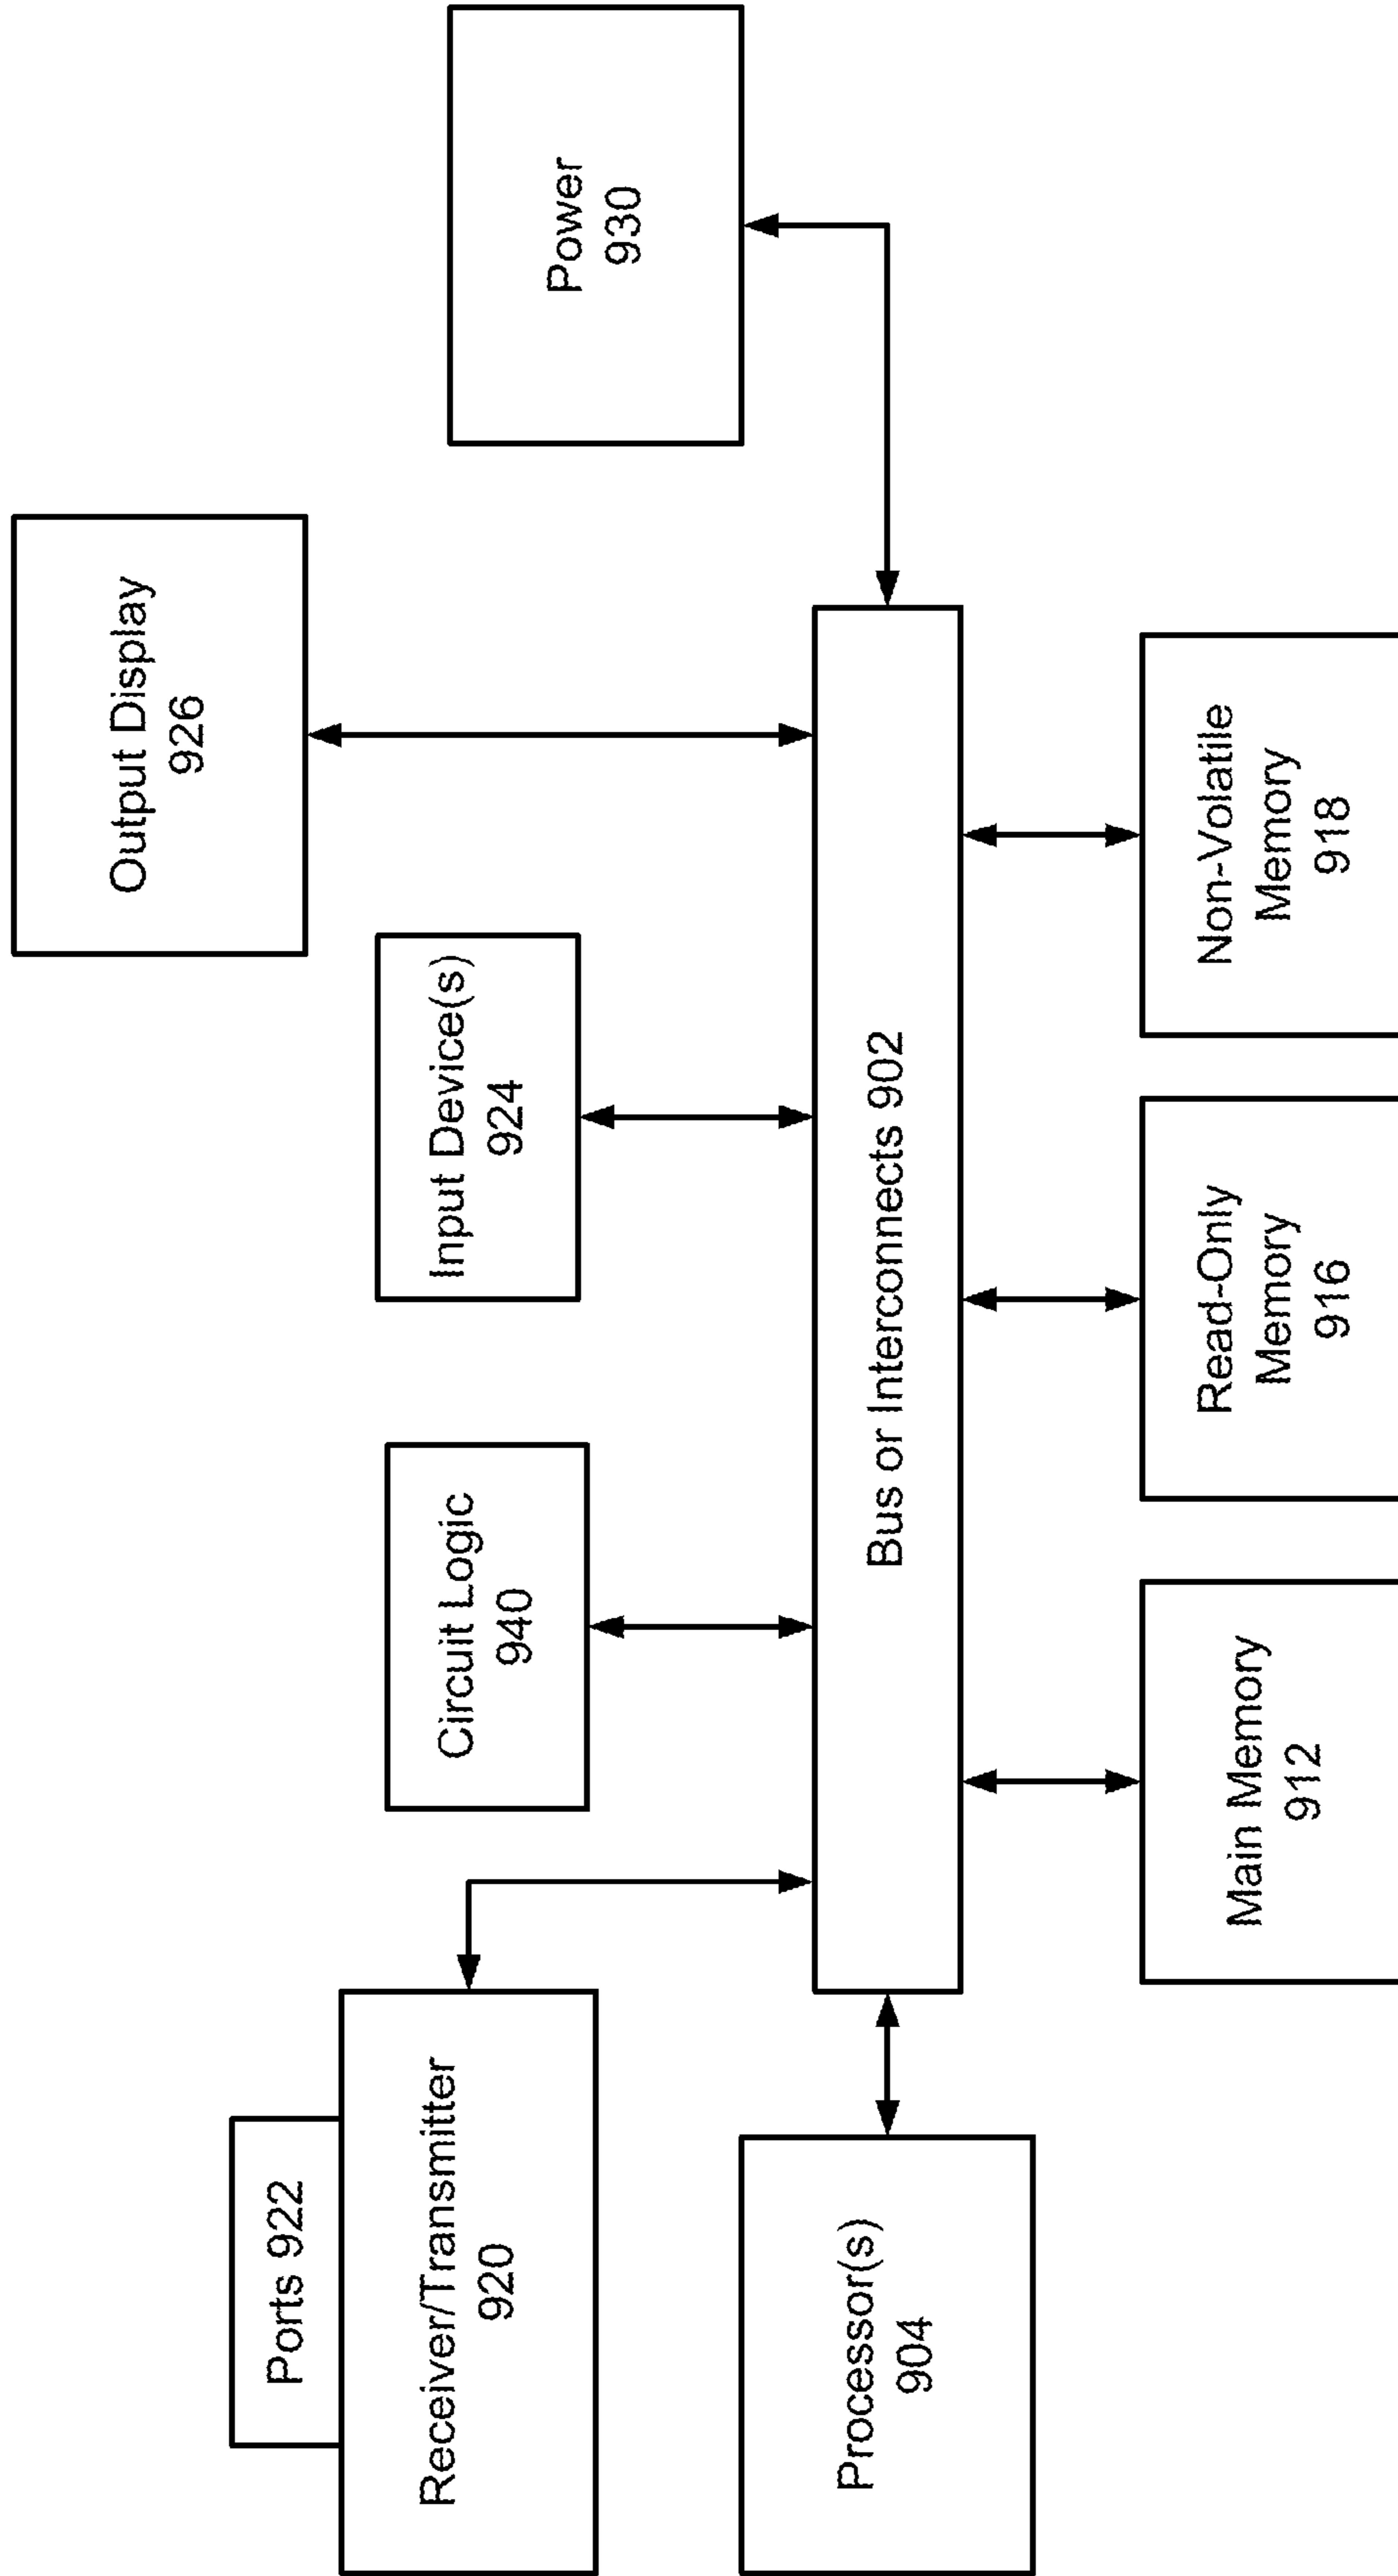 Ports 922
Receiver/Transmitter
920
Circuit Logic
940
Input Device(s)
924
Output Display
926
Power
930
Processor(s)
904
Bus or Interconnects 902
Main Memory
912
Read-Only
Memory
916
Non-Volatile
Memory
918